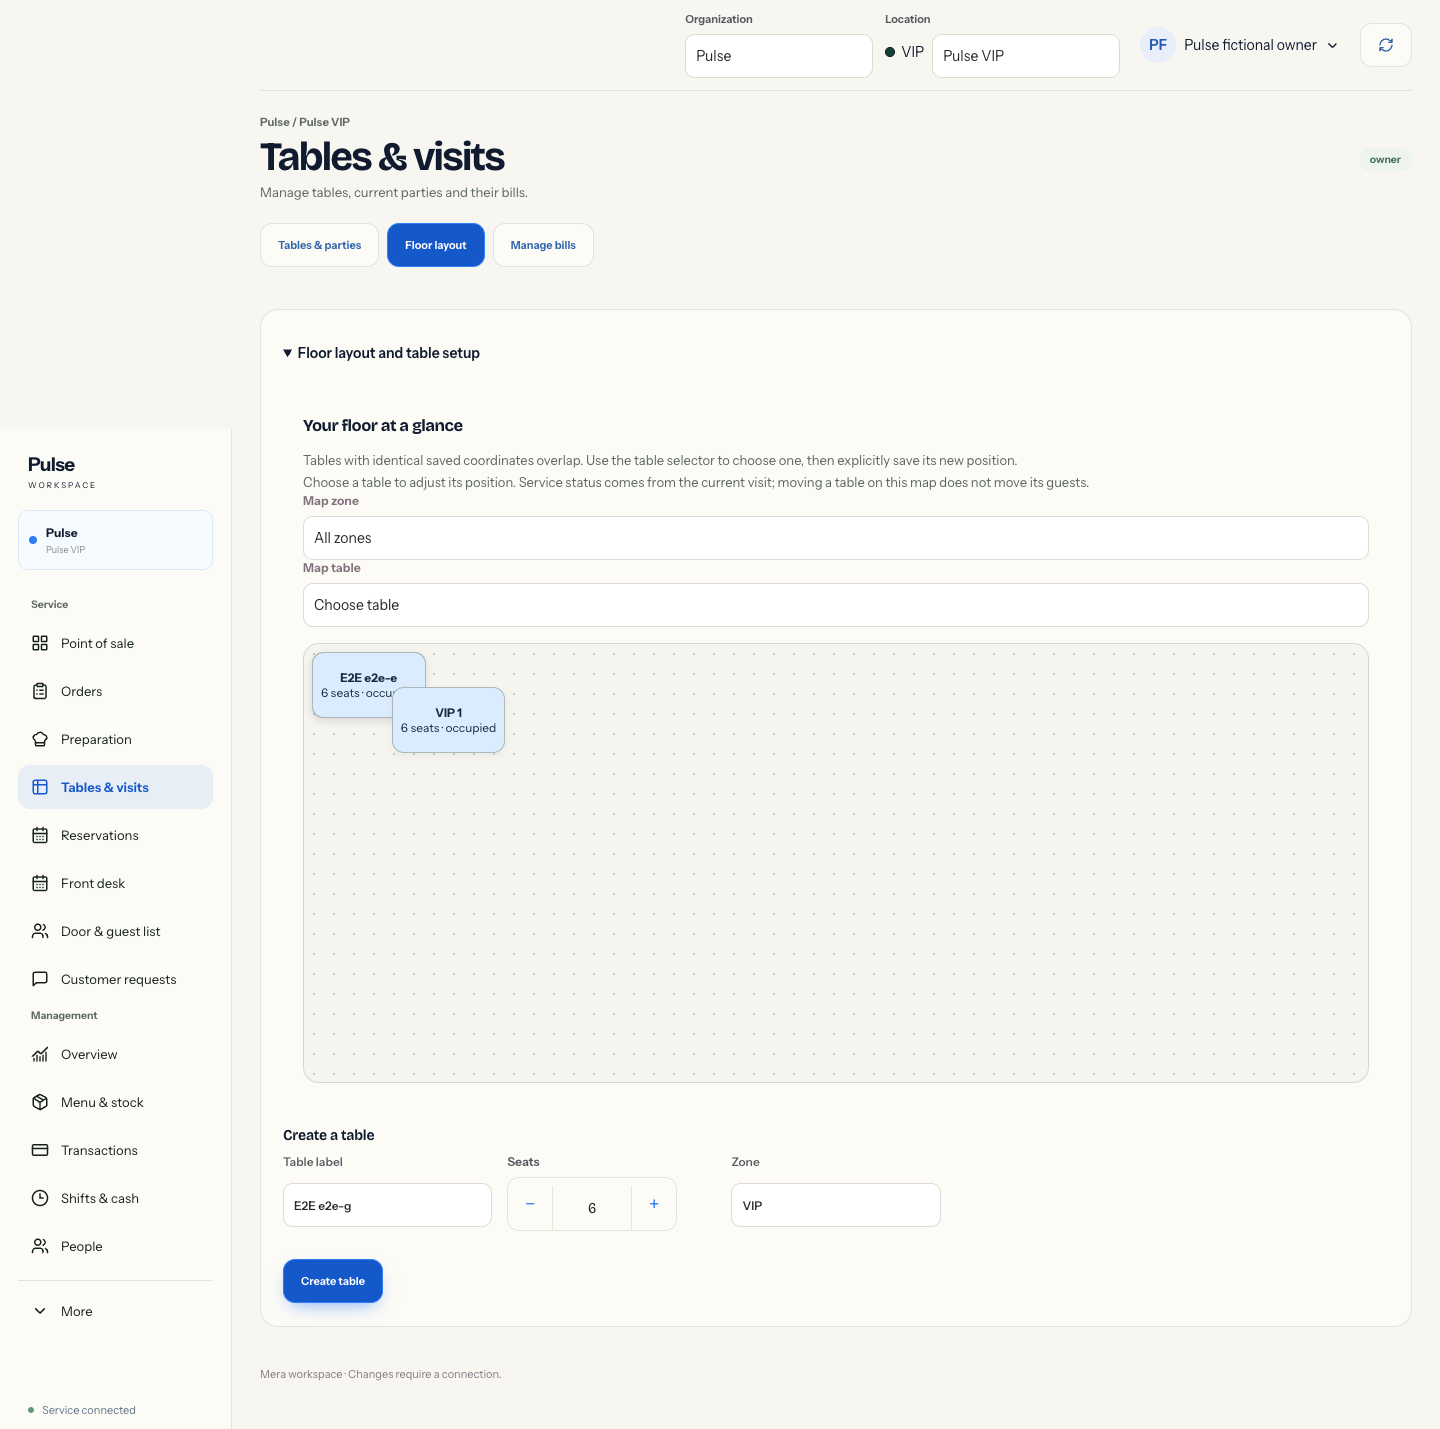 Organization
Location
Pulse
VIP
Pulse VIP
PF
Pulse fictional owner
Pulse / Pulse VIP
Tables & visits
owner
Manage tables, current parties and their bills.
Tables & parties
Floor layout
Manage bills
Floor layout and table setup
Your floor at a glance
Tables with identical saved coordinates overlap. Use the table selector to choose one, then explicitly save its new position.
Choose a table to adjust its position. Service status comes from the current visit; moving a table on this map does not move its guests.
Map zone
All zones
Map table
Choose table
E2E e2e-e
6 seats · occu
VIP 1
6 seats · occupied
Create a table
Table label
Seats
Zone
E2E e2e-g
−
6
+
VIP
Create table
Mera workspace · Changes require a connection.
Pulse
WORKSPACE
Pulse
Pulse VIP
Service
Point of sale
Orders
Preparation
Tables & visits
Reservations
Front desk
Door & guest list
Customer requests
Management
Overview
Menu & stock
Transactions
Shifts & cash
People
More
Service connected